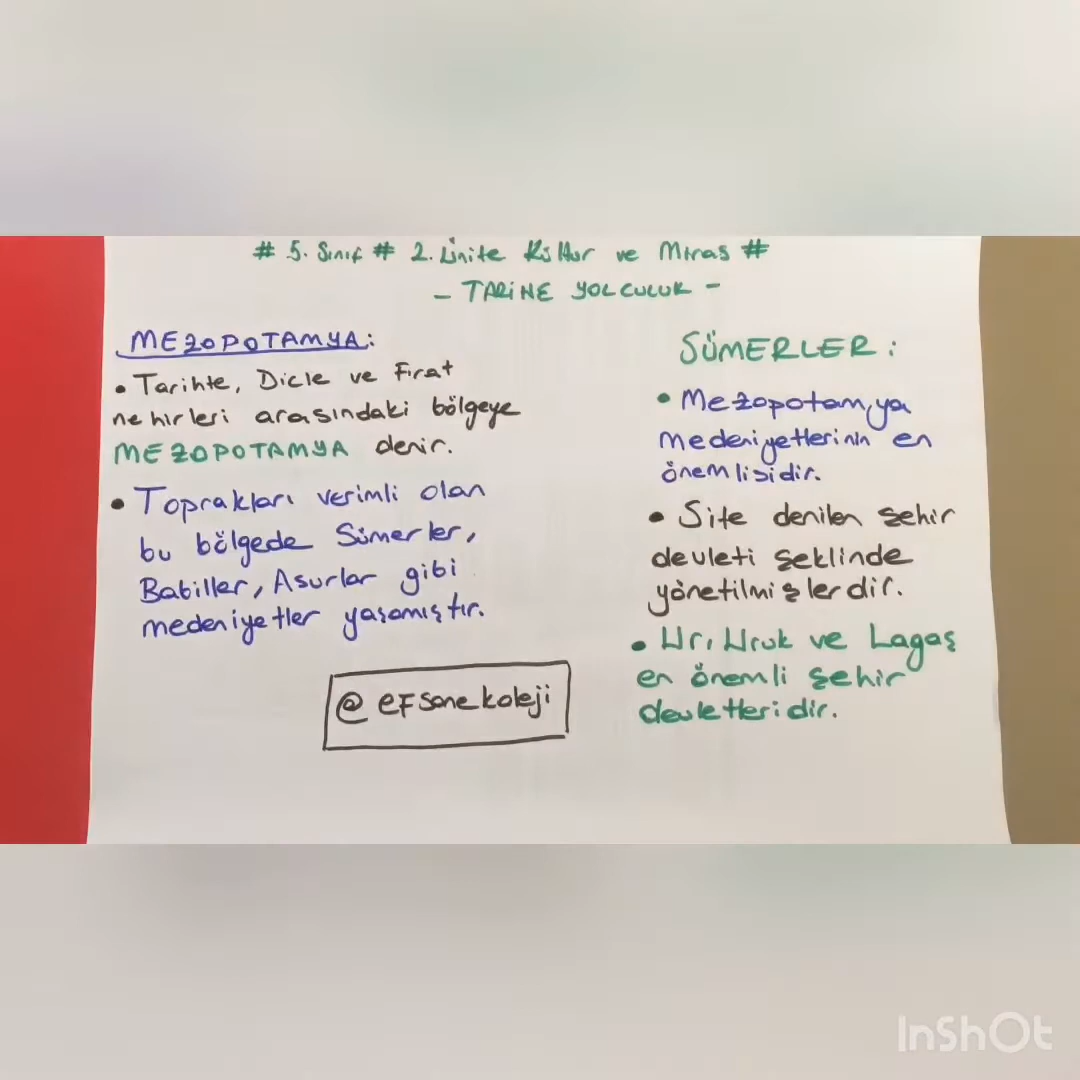 # 5. Sınıf # 2. Ünite Kültür ve Miras #
- TARİHE YOLCULUK -
MEZOPOTAMYA:
• Tarihte, Dicle ve Fırat
nehirleri arasındaki bölgeye
MEZOPOTAMYA denir.
• Toprakları verimli olan
bu bölgede Sümerler,
Babiller, Asurlar gibi
medeniyetler yaşamıştır.
@efsanekoleji
SÜMERLER:
• Mezopotamya
medeniyetlerinin en
önemlisidir.
• Site denilen şehir
devleti şeklinde
yönetilmişlerdir.
• Ur, Uruk ve Lagaş
en önemli şehir
devletleridir.
InShOt